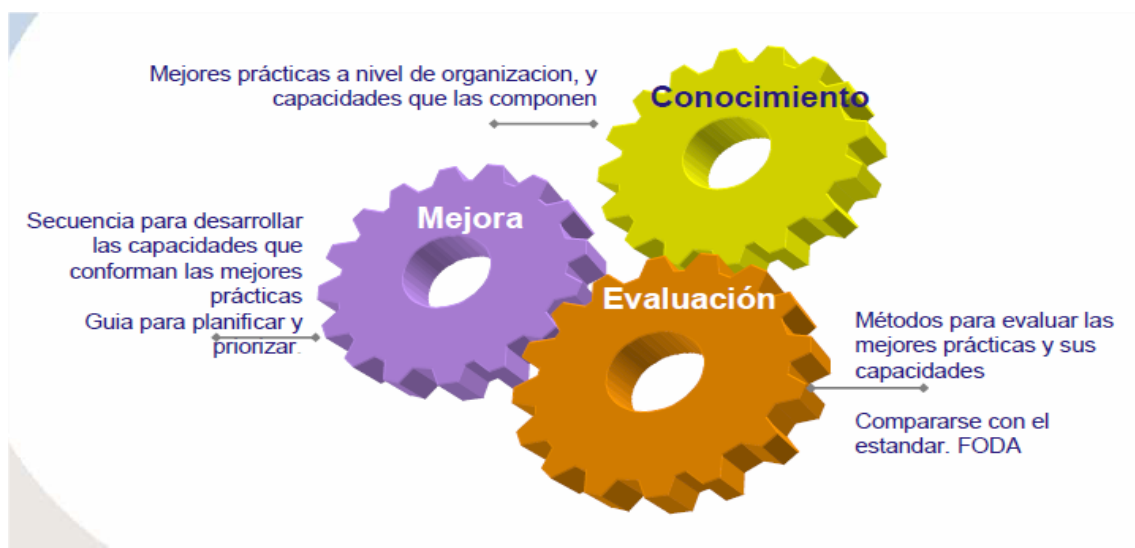 Mejores prácticas a nivel de organizacion, y
capacidades que las componen
Conocimiento
Mejora
Secuencia para desarrollar
las capacidades que
conforman las mejores
prácticas
Guia para planificar y
priorizar.
Evaluación
Métodos para evaluar las
mejores prácticas y sus
capacidades
Compararse con el
estandar. FODA